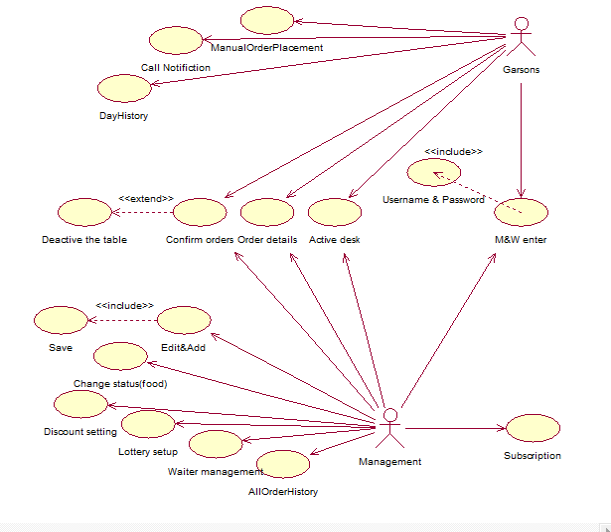 ManualOrderPlacement
Call Notifiction
Garsons
DayHistory
<<include>>
Username & Password
<<extend>>
Deactive the table
Confirm orders
Order details
Active desk
M&W enter
<<include>>
Save
Edit&Add
Change status(food)
Discount setting
Lottery setup
Waiter management
AllOrderHistory
Management
Subscription